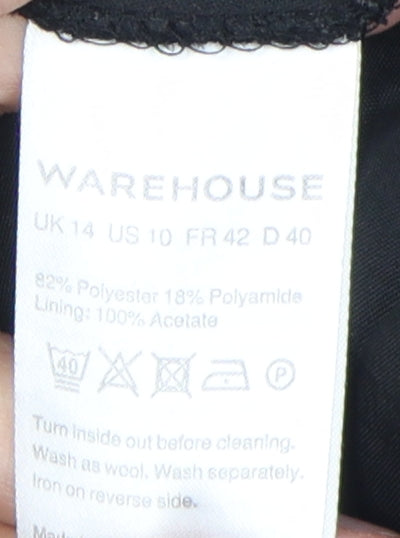 WAREHOUSE
UK 14 US 10 FR 42 D 40
82% Polyester 18% Polyamide
Lining: 100% Acetate
40 P
Turn inside out before cleaning.
Wash as wool. Wash separately.
Iron on reverse side.
Made